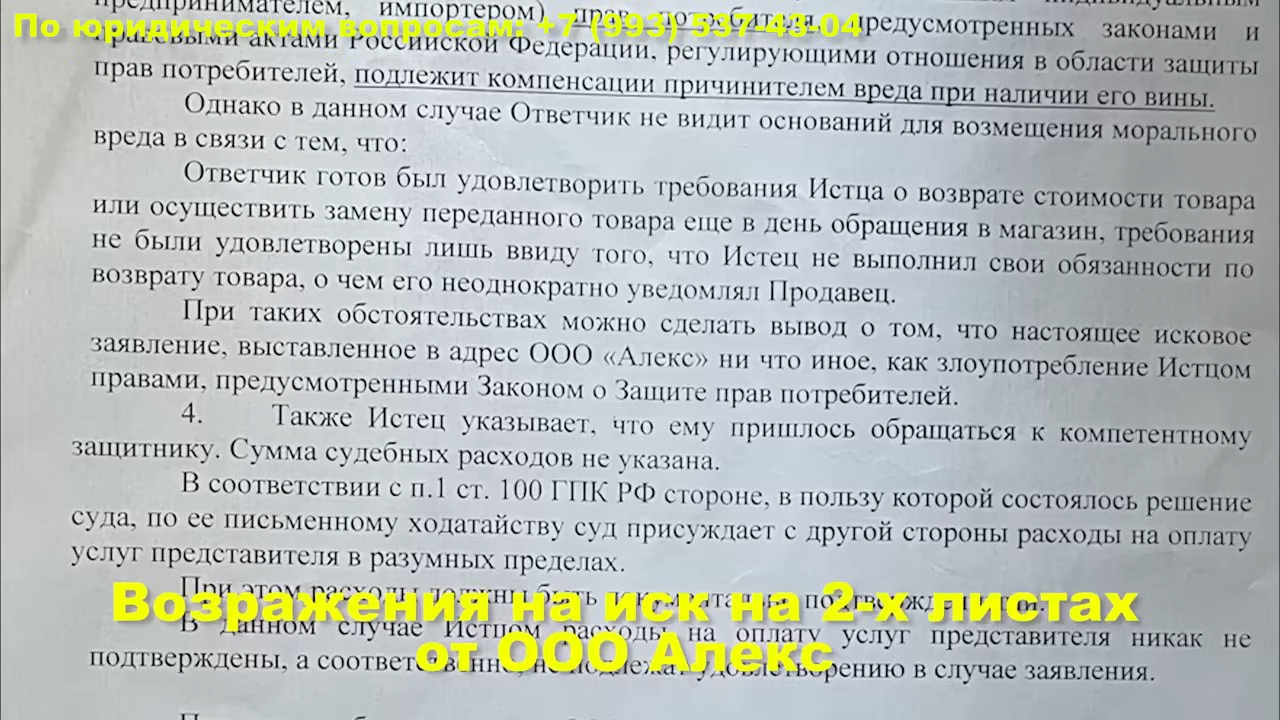 предпринимателем, импортером) прав потребителя, предусмотренных законами и
По юридическим вопросам: +7 (993) 537-43-04
правовыми актами Российской Федерации, регулирующими отношения в области защиты
прав потребителей, подлежит компенсации причинителем вреда при наличии его вины.
Однако в данном случае Ответчик не видит оснований для возмещения морального
вреда в связи с тем, что:
Ответчик готов был удовлетворить требования Истца о возврате стоимости товара
или осуществить замену переданного товара еще в день обращения в магазин, требования
не были удовлетворены лишь ввиду того, что Истец не выполнил свои обязанности по
возврату товара, о чем его неоднократно уведомлял Продавец.
При таких обстоятельствах можно сделать вывод о том, что настоящее исковое
заявление, выставленное в адрес ООО «Алекс» ни что иное, как злоупотребление Истцом
правами, предусмотренными Законом о Защите прав потребителей.
4. Также Истец указывает, что ему пришлось обращаться к компетентному
защитнику. Сумма судебных расходов не указана.
В соответствии с п.1 ст. 100 ГПК РФ стороне, в пользу которой состоялось решение
суда, по ее письменному ходатайству суд присуждает с другой стороны расходы на оплату
услуг представителя в разумных пределах.
При этом расходы должны быть
Возражения на иск на 2-х листах
В данном случае Истцом расходы на оплату услуг представителя никак не
от ООО Алекс
подтверждены, а соответственно, не подлежат удовлетворению в случае заявления.